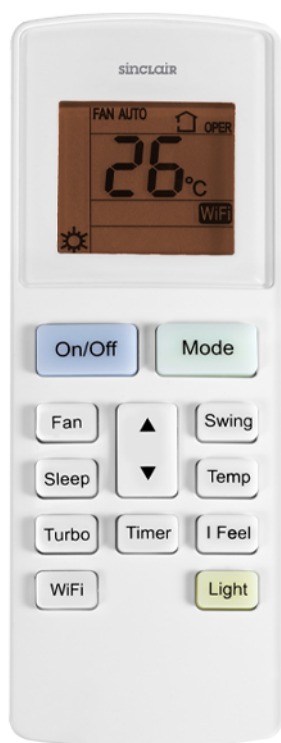 sinclair
FAN AUTO
OPER
26°C
WiFi
On/Off Mode
Fan ▲ Swing
Sleep ▼ Temp
Turbo Timer I Feel
WiFi Light